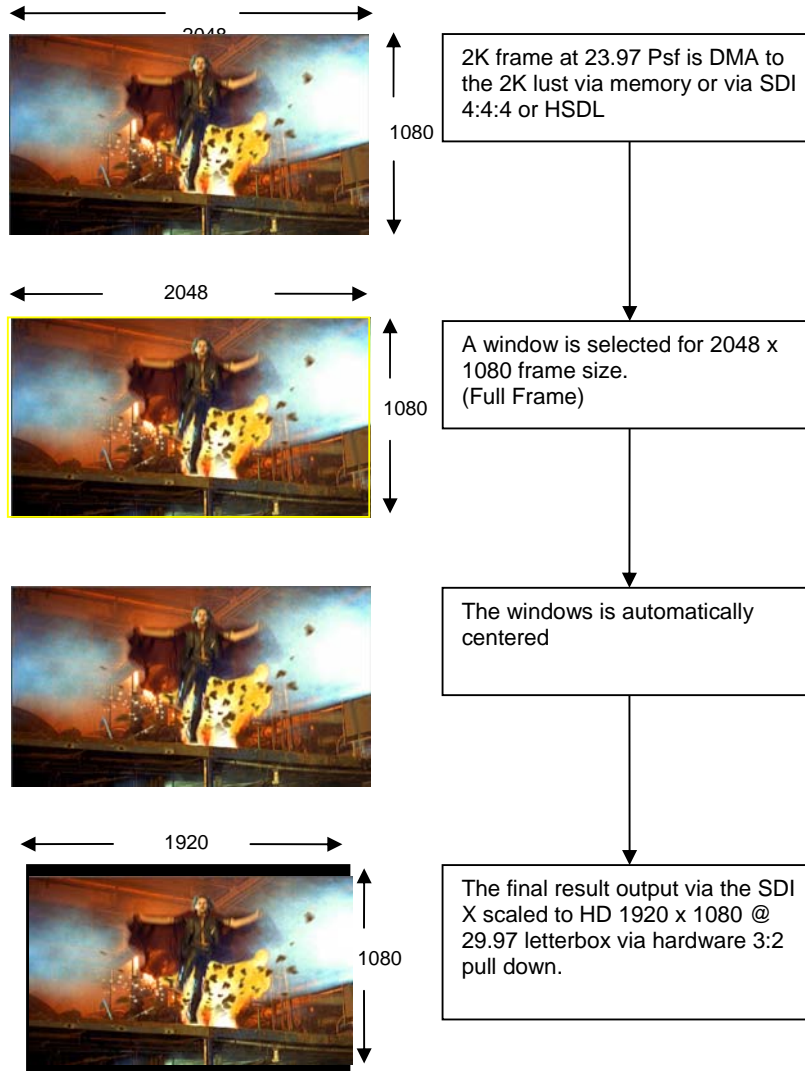 2048
1080
2K frame at 23.97 Psf is DMA to
the 2K lust via memory or via SDI
4:4:4 or HSDL
2048
1080
A window is selected for 2048 x
1080 frame size.
(Full Frame)
The windows is automatically
centered
1920
1080
The final result output via the SDI
X scaled to HD 1920 x 1080 @
29.97 letterbox via hardware 3:2
pull down.